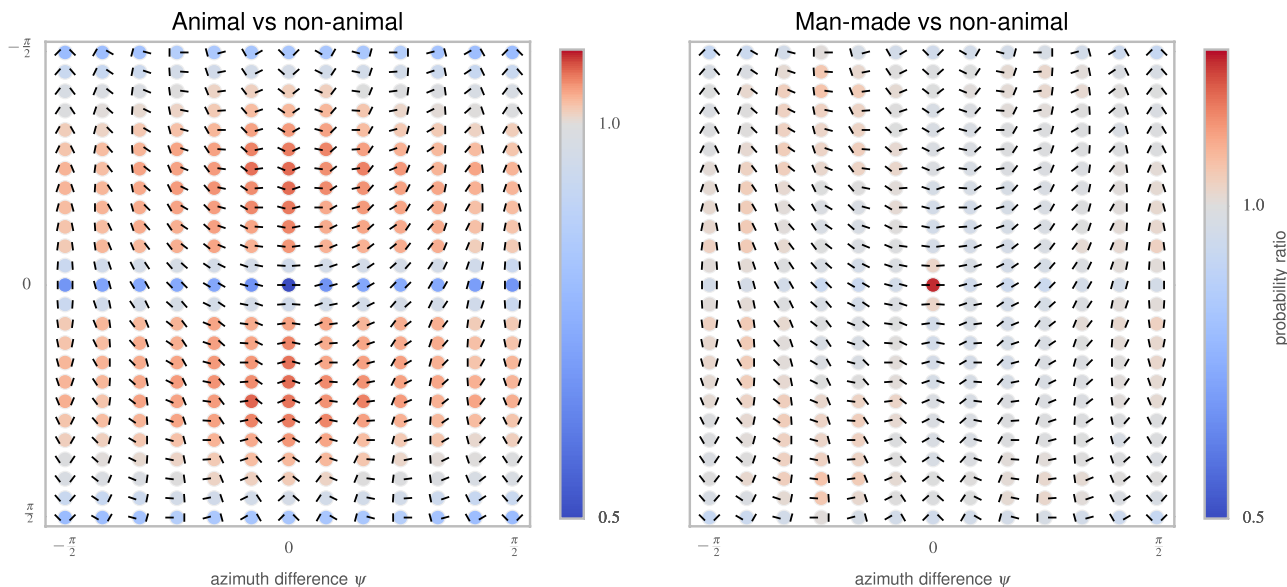 Animal vs non-animal
Man-made vs non-animal
− π/2
0
π/2
− π/2
0
π/2
azimuth difference ψ
1.0
0.5
− π/2
0
π/2
azimuth difference ψ
1.0
0.5
probability ratio